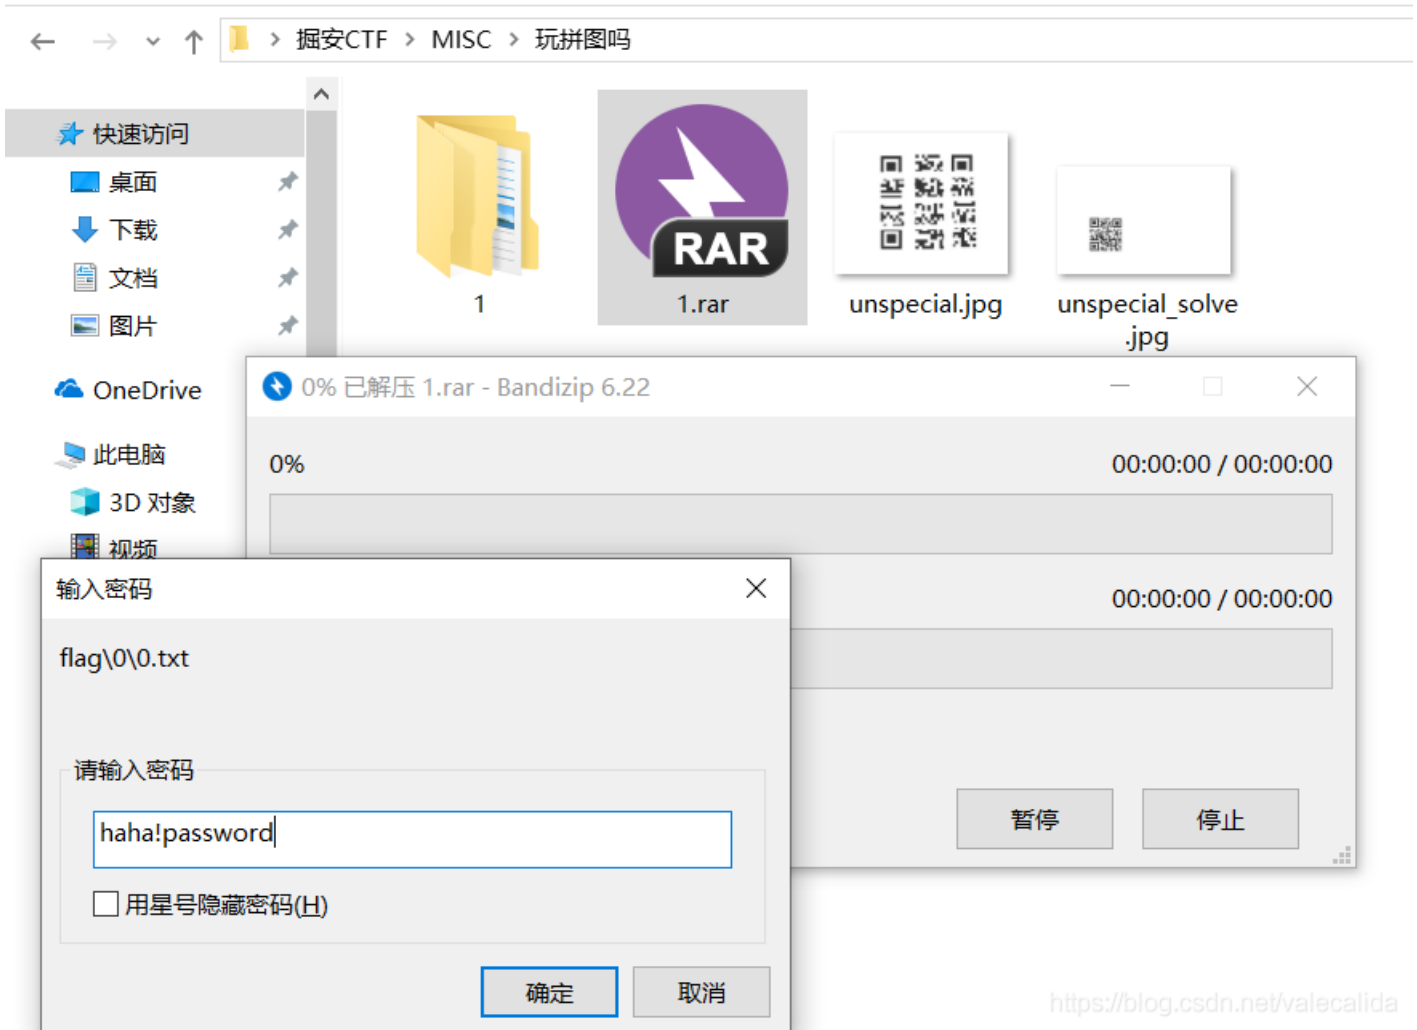 掘安CTF > MISC > 玩拼图吗
快速访问
桌面
下载
文档
图片
OneDrive
此电脑
3D 对象
视频
1
RAR
1.rar
unspecial.jpg
unspecial_solve
.jpg
0% 已解压 1.rar - Bandizip 6.22
0%
00:00:00 / 00:00:00
00:00:00 / 00:00:00
暂停
停止
输入密码
flag\0\0.txt
请输入密码
haha!password
用星号隐藏密码(H)
确定
取消
https://blog.csdn.net/valecalida